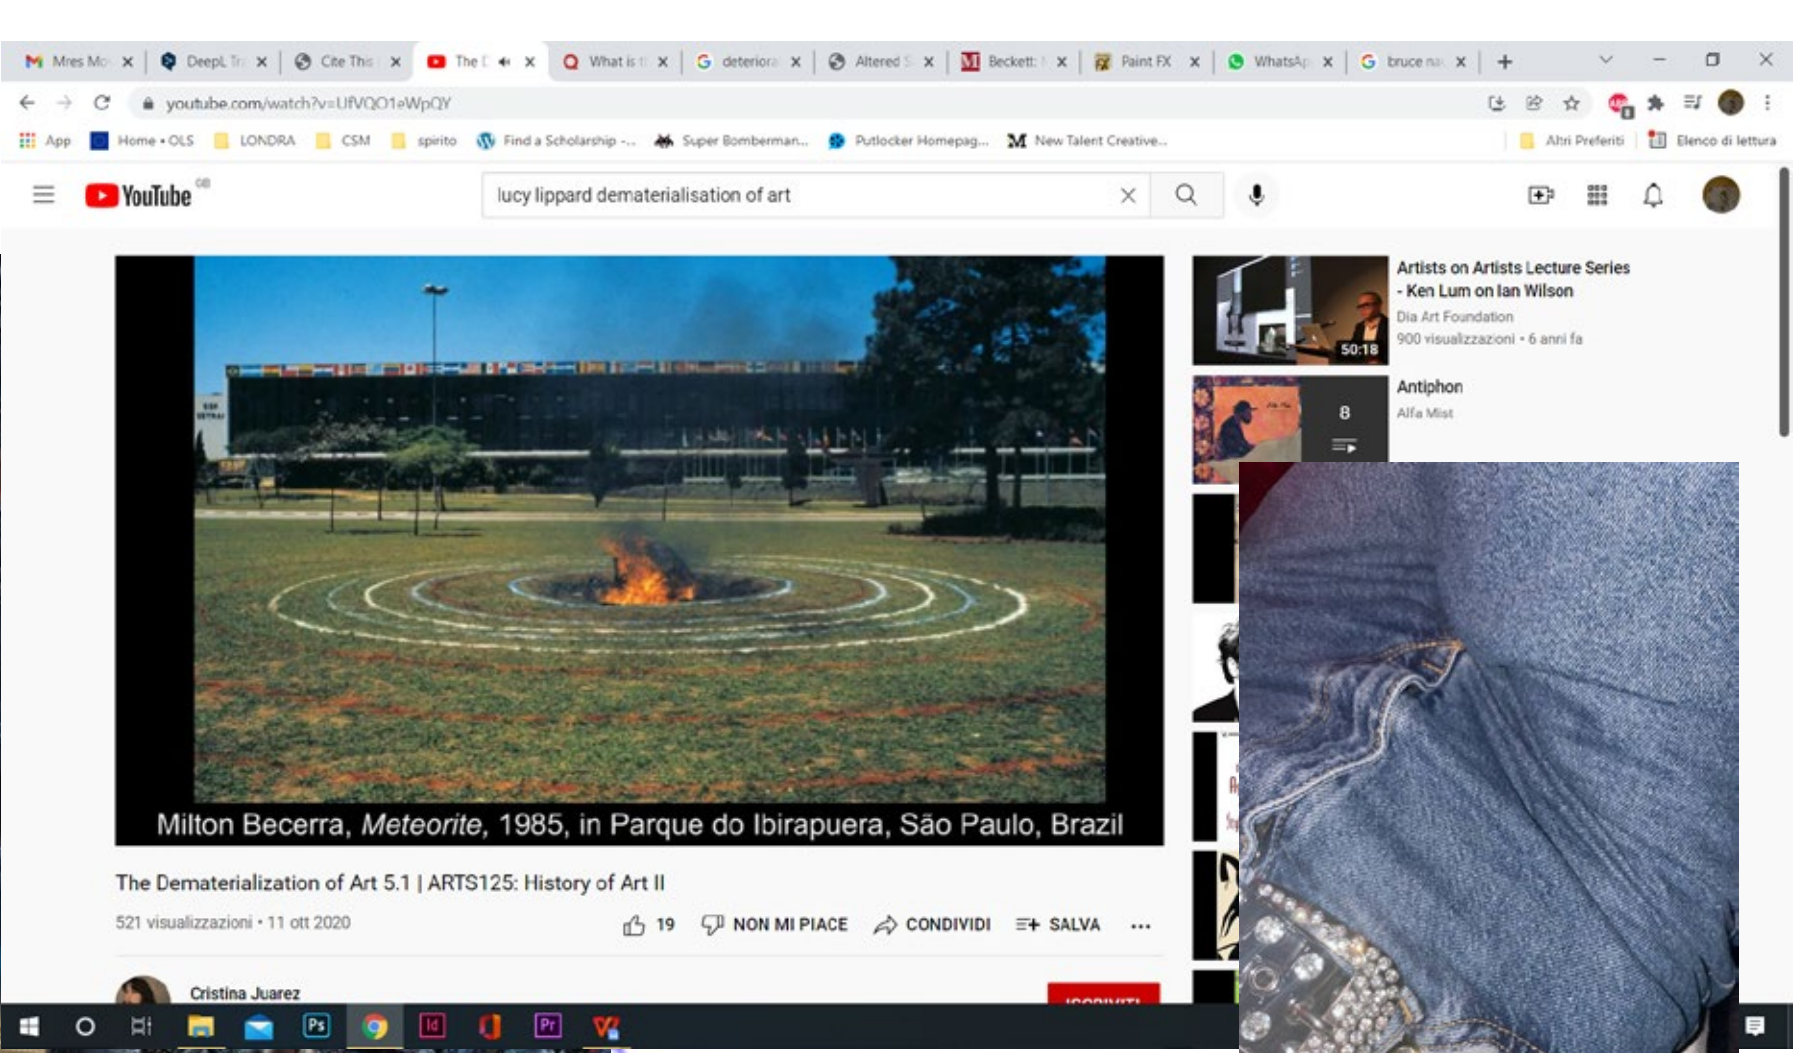 Mres Mo
DeepL Tr
Cite This
The D
What is t
deteriora
Altered S
Beckett:
Paint FX
WhatsAp
bruce na
youtube.com/watch?v=UfVQO1eWpQY
App
Home • OLS
LONDRA
CSM
spirito
Find a Scholarship -...
Super Bomberman...
Putlocker Homepag...
New Talent Creative...
Altri Preferiti
Elenco di lettura
YouTube GB
lucy lippard dematerialisation of art
Milton Becerra, Meteorite, 1985, in Parque do Ibirapuera, São Paulo, Brazil
The Dematerialization of Art 5.1 | ARTS125: History of Art II
521 visualizzazioni • 11 ott 2020
19
NON MI PIACE
CONDIVIDI
SALVA
Cristina Juarez
ISCRIVITI
50:18
Artists on Artists Lecture Series
- Ken Lum on Ian Wilson
Dia Art Foundation
900 visualizzazioni • 6 anni fa
8
Antiphon
Alfa Mist
Ps
Id
Pr